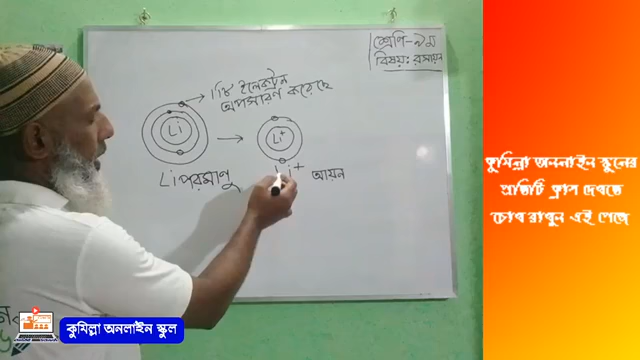 শ্রেণি-৯ম
বিষয়: রসায়ন
১টি ইলেকট্রন
অপসারণ করেছে
Li
Li+
Li পরমাণু
Li+ আয়ন
কুমিল্লা অনলাইন স্কুলের
প্রতিটি ক্লাস দেখতে
চোখ রাখুন এই পেজে
কুমিল্লা অনলাইন স্কুল